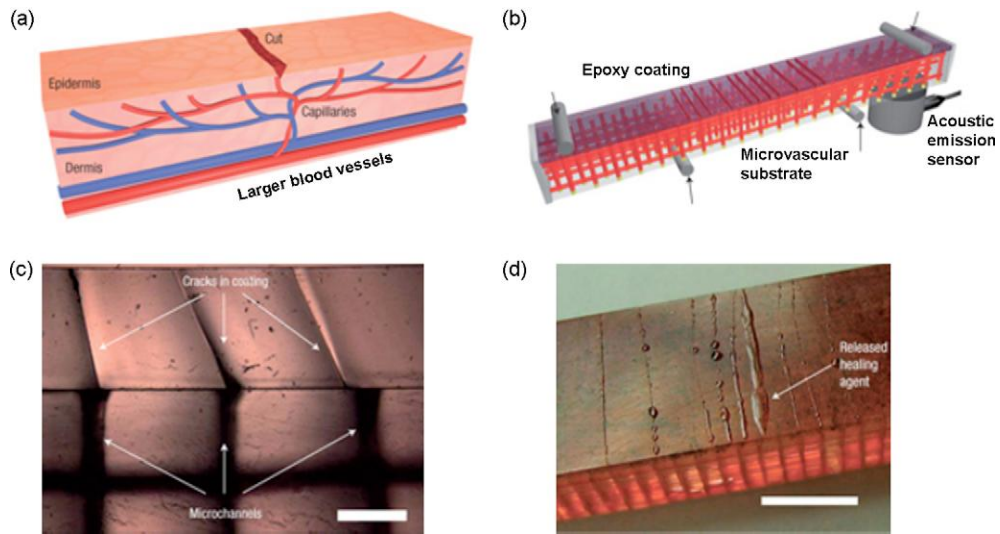 (a)
Cut
Epidermis
Capillaries
Dermis
Larger blood vessels
(b)
Epoxy coating
Microvascular
substrate
Acoustic
emission
sensor
(c)
Cracks in coating
Microchannels
(d)
Released
healing
agent